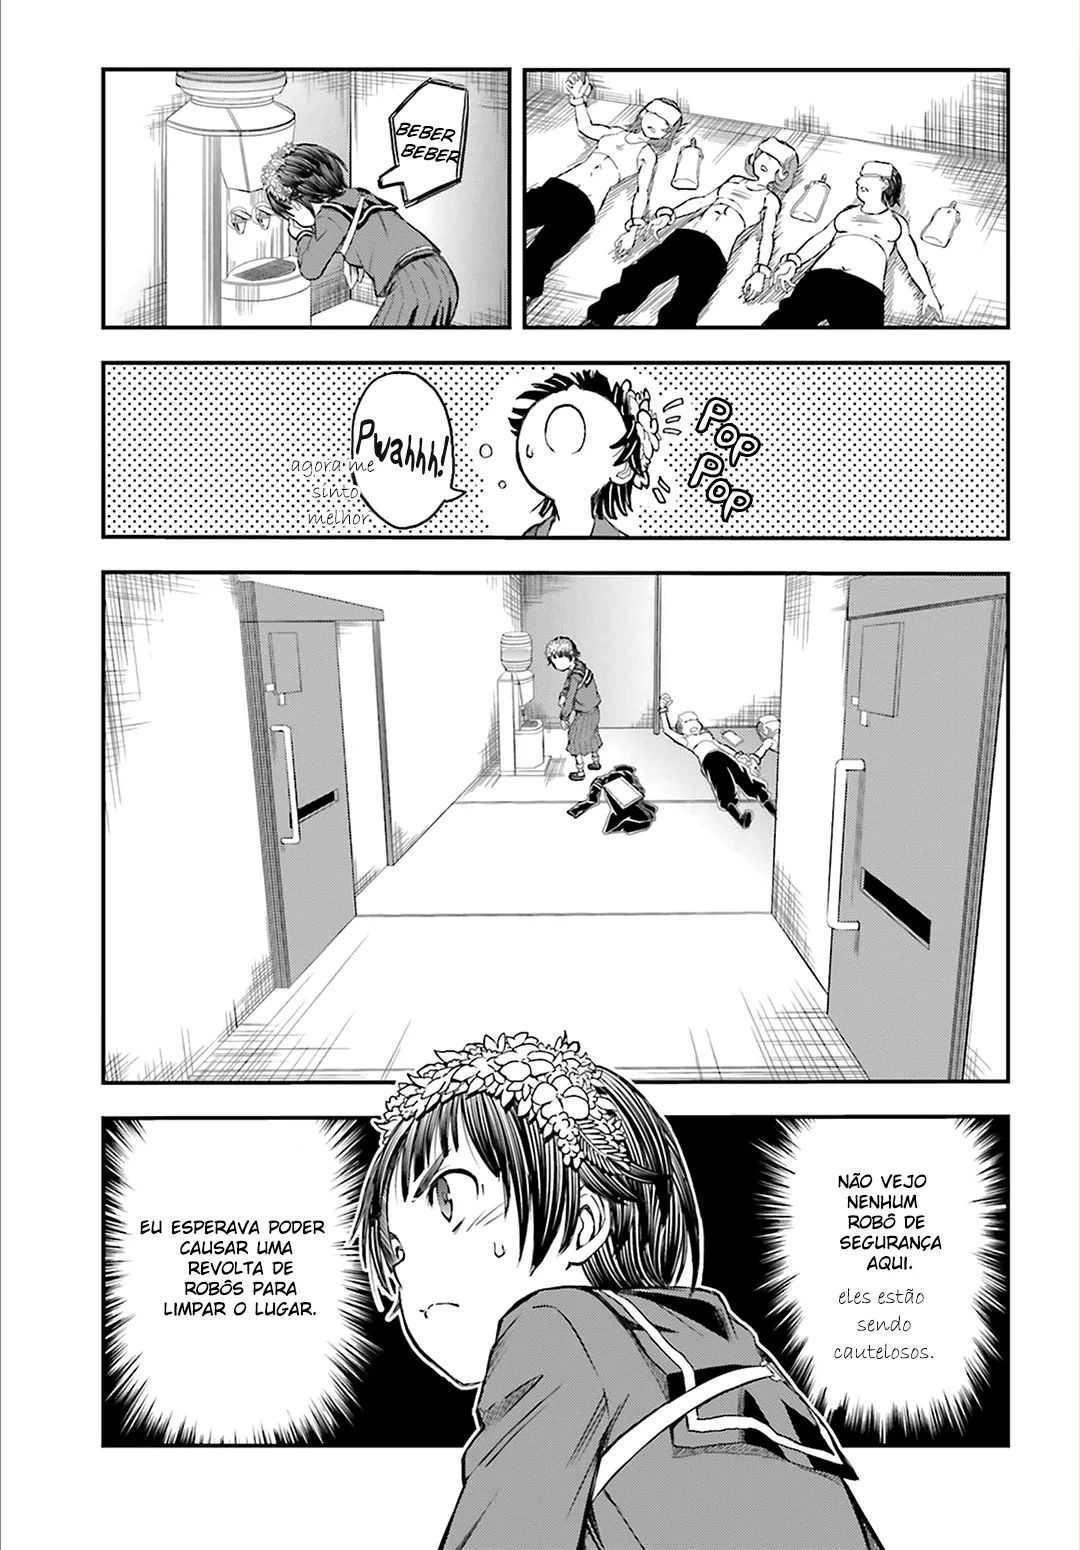 BEBER
BEBER
Pwahhh!
agora me
sinto
melhor
POP
POP
NÃO VEJO
NENHUM
ROBÔ DE
SEGURANÇA
AQUI.
eles estão
sendo
cautelosos.
EU ESPERAVA PODER
CAUSAR UMA
REVOLTA DE
ROBÔS PARA
LIMPAR O LUGAR.